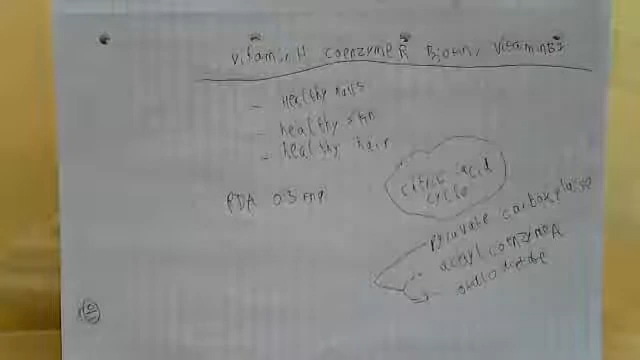 vitamin H coenzyme R Biotin, vitamin B7
- Healthy nails
- healthy skin
- healthy hair
RDA 0.3 mg
citric acid
cycle
pyruvate carboxylase
acetyl coenzyme A